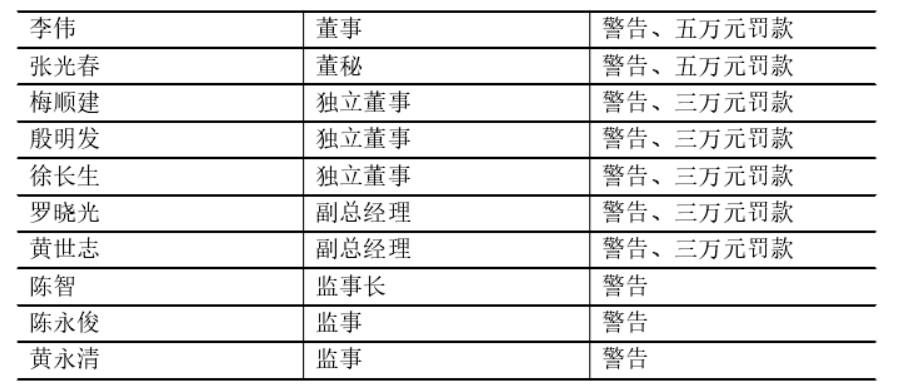 李伟 董事 警告、五万元罚款
张光春 董秘 警告、五万元罚款
梅顺建 独立董事 警告、三万元罚款
殷明发 独立董事 警告、三万元罚款
徐长生 独立董事 警告、三万元罚款
罗晓光 副总经理 警告、三万元罚款
黄世志 副总经理 警告、三万元罚款
陈智 监事长 警告
陈永俊 监事 警告
黄永清 监事 警告